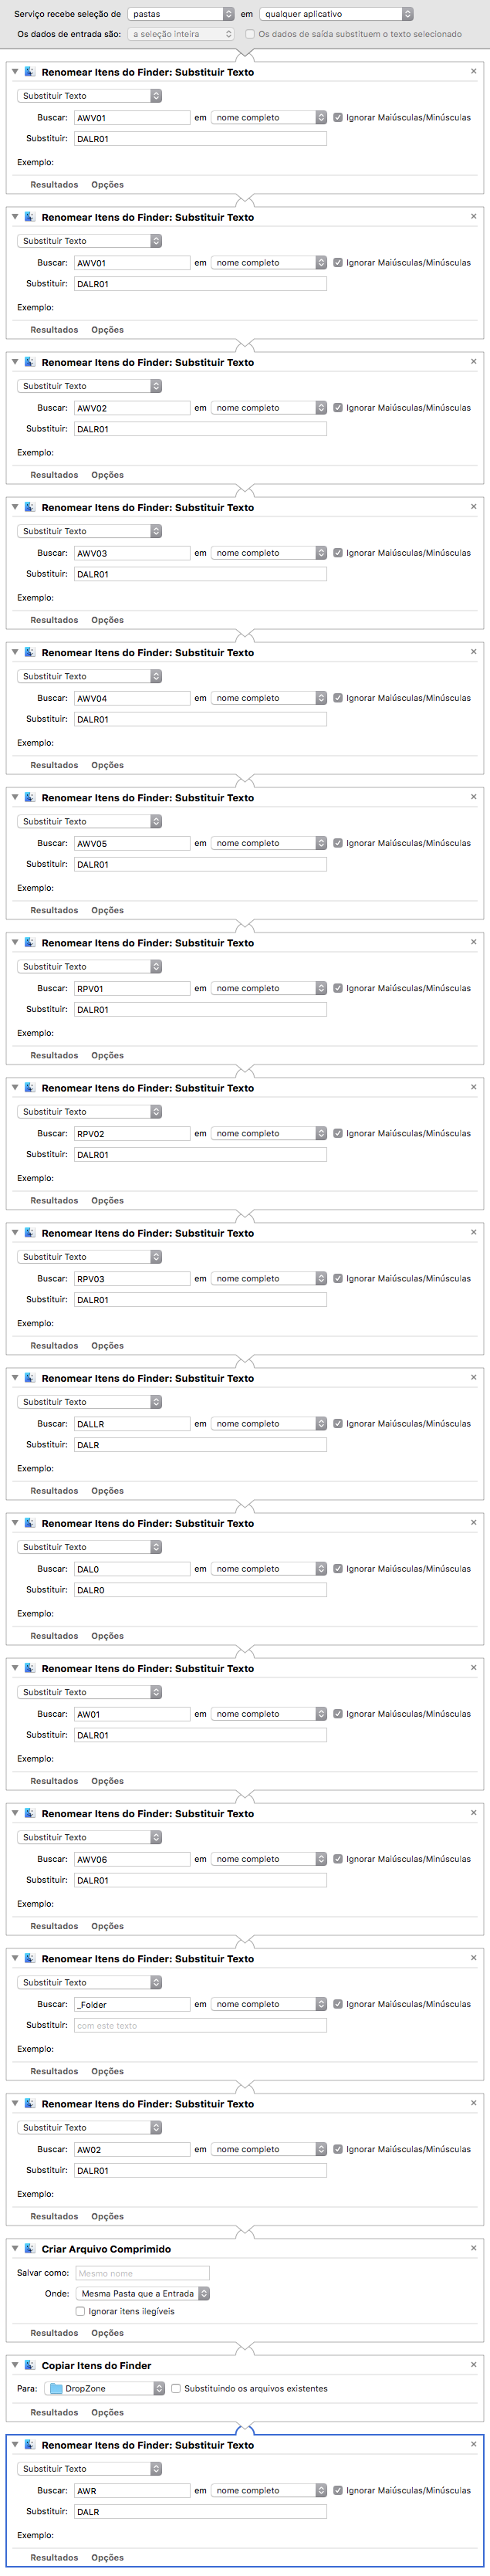 Serviço recebe seleção de pastas em qualquer aplicativo
Os dados de entrada são: a seleção inteira Os dados de saída substituem o texto selecionado
Renomear Itens do Finder: Substituir Texto
Substituir Texto
Buscar: AWV01 em nome completo Ignorar Maiúsculas/Minúsculas
Substituir: DALR01
Exemplo:
Resultados Opções
Renomear Itens do Finder: Substituir Texto
Substituir Texto
Buscar: AWV01 em nome completo Ignorar Maiúsculas/Minúsculas
Substituir: DALR01
Exemplo:
Resultados Opções
Renomear Itens do Finder: Substituir Texto
Substituir Texto
Buscar: AWV02 em nome completo Ignorar Maiúsculas/Minúsculas
Substituir: DALR01
Exemplo:
Resultados Opções
Renomear Itens do Finder: Substituir Texto
Substituir Texto
Buscar: AWV03 em nome completo Ignorar Maiúsculas/Minúsculas
Substituir: DALR01
Exemplo:
Resultados Opções
Renomear Itens do Finder: Substituir Texto
Substituir Texto
Buscar: AWV04 em nome completo Ignorar Maiúsculas/Minúsculas
Substituir: DALR01
Exemplo:
Resultados Opções
Renomear Itens do Finder: Substituir Texto
Substituir Texto
Buscar: AWV05 em nome completo Ignorar Maiúsculas/Minúsculas
Substituir: DALR01
Exemplo:
Resultados Opções
Renomear Itens do Finder: Substituir Texto
Substituir Texto
Buscar: RPV01 em nome completo Ignorar Maiúsculas/Minúsculas
Substituir: DALR01
Exemplo:
Resultados Opções
Renomear Itens do Finder: Substituir Texto
Substituir Texto
Buscar: RPV02 em nome completo Ignorar Maiúsculas/Minúsculas
Substituir: DALR01
Exemplo:
Resultados Opções
Renomear Itens do Finder: Substituir Texto
Substituir Texto
Buscar: RPV03 em nome completo Ignorar Maiúsculas/Minúsculas
Substituir: DALR01
Exemplo:
Resultados Opções
Renomear Itens do Finder: Substituir Texto
Substituir Texto
Buscar: DALLR em nome completo Ignorar Maiúsculas/Minúsculas
Substituir: DALR
Exemplo:
Resultados Opções
Renomear Itens do Finder: Substituir Texto
Substituir Texto
Buscar: DAL0 em nome completo Ignorar Maiúsculas/Minúsculas
Substituir: DALR0
Exemplo:
Resultados Opções
Renomear Itens do Finder: Substituir Texto
Substituir Texto
Buscar: AW01 em nome completo Ignorar Maiúsculas/Minúsculas
Substituir: DALR01
Exemplo:
Resultados Opções
Renomear Itens do Finder: Substituir Texto
Substituir Texto
Buscar: AWV06 em nome completo Ignorar Maiúsculas/Minúsculas
Substituir: DALR01
Exemplo:
Resultados Opções
Renomear Itens do Finder: Substituir Texto
Substituir Texto
Buscar: _Folder em nome completo Ignorar Maiúsculas/Minúsculas
Substituir: com este texto
Exemplo:
Resultados Opções
Renomear Itens do Finder: Substituir Texto
Substituir Texto
Buscar: AW02 em nome completo Ignorar Maiúsculas/Minúsculas
Substituir: DALR01
Exemplo:
Resultados Opções
Criar Arquivo Comprimido
Salvar como: Mesmo nome
Onde: Mesma Pasta que a Entrada
Ignorar itens ilegíveis
Resultados Opções
Copiar Itens do Finder
Para: DropZone Substituindo os arquivos existentes
Resultados Opções
Renomear Itens do Finder: Substituir Texto
Substituir Texto
Buscar: AWR em nome completo Ignorar Maiúsculas/Minúsculas
Substituir: DALR
Exemplo:
Resultados Opções